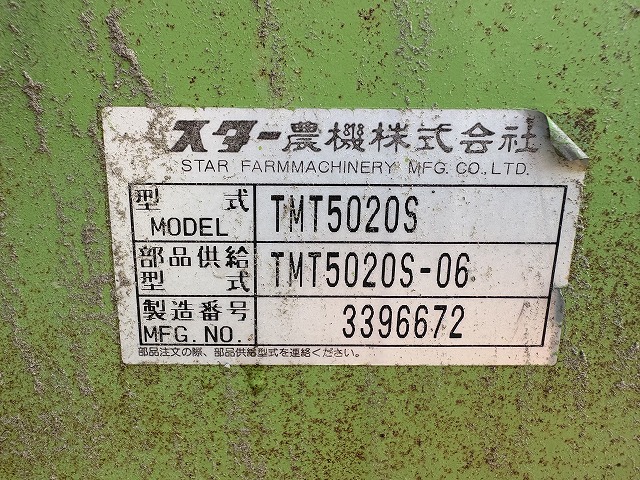 スター農機株式会社
STAR FARMMACHINERY MFG. CO.,LTD.
型式 TMT5020S
MODEL
部品供給 TMT5020S-06
型式
製造番号 3396672
MFG. NO.
部品注文の際、部品供給型式を連絡ください。